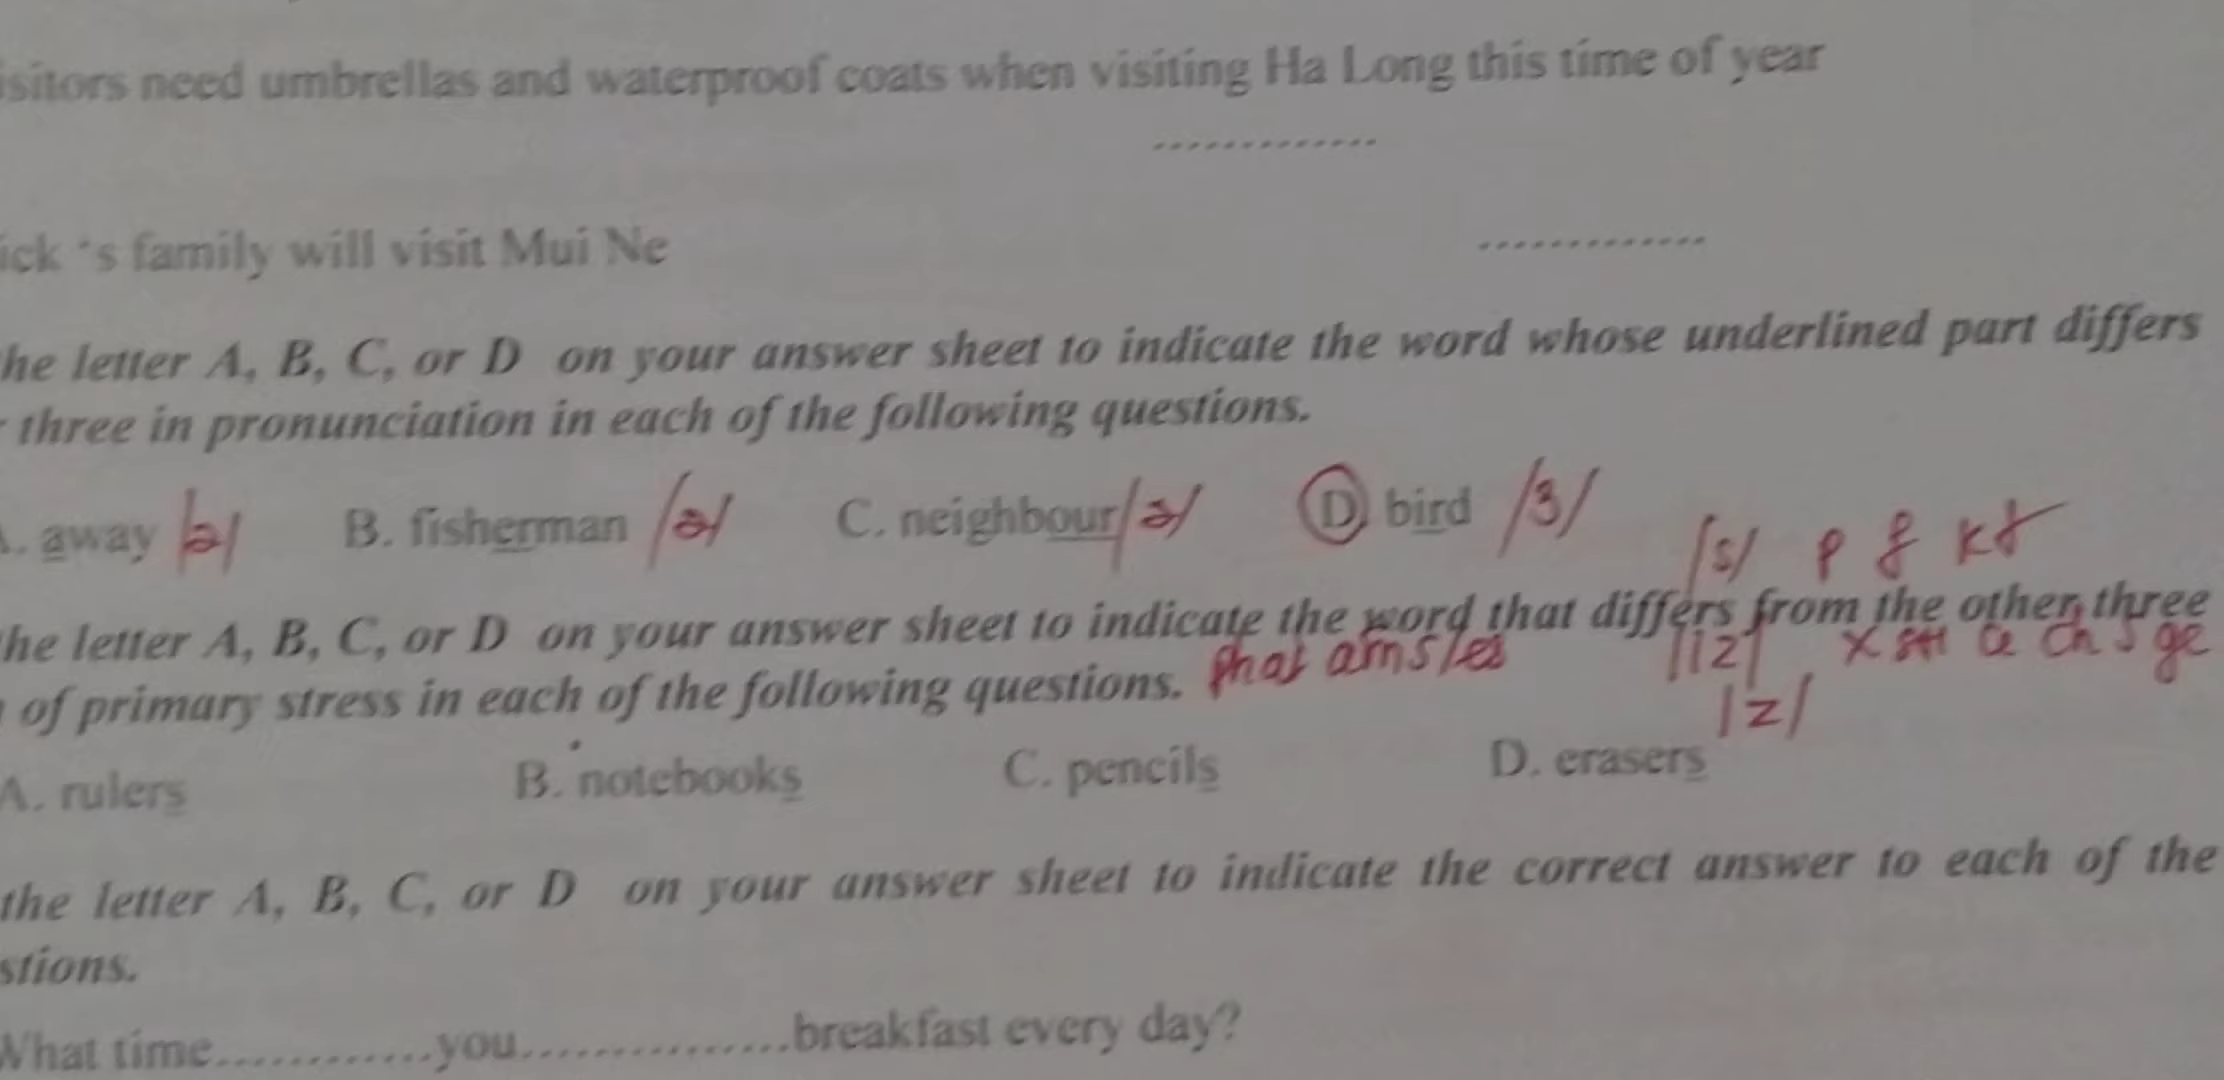 isitors need umbrellas and waterproof coats when visiting Ha Long this time of year
.............
ick 's family will visit Mui Ne .............
he letter A, B, C, or D on your answer sheet to indicate the word whose underlined part differs
three in pronunciation in each of the following questions.
. away /ə/ B. fisherman /ə/ C. neighbour /ə/ D. bird /3/
/s/ p f k t
he letter A, B, C, or D on your answer sheet to indicate the word that differs from the other three
/iz/ x ce ch s ge
of primary stress in each of the following questions.
/z/
A. rulers B. notebooks C. pencils D. erasers
the letter A, B, C, or D on your answer sheet to indicate the correct answer to each of the
stions.
What time............you...............breakfast every day?